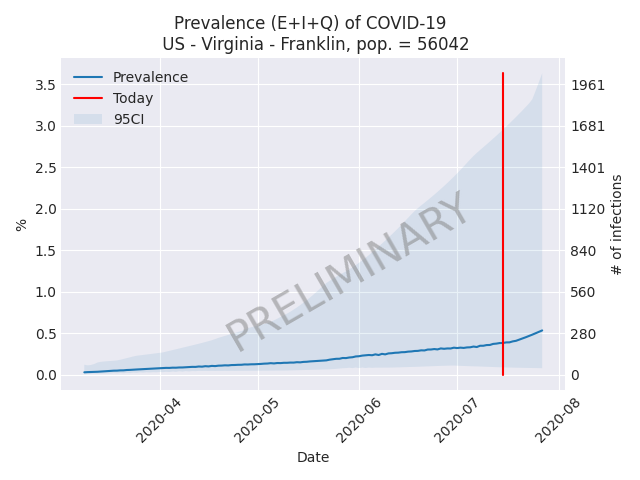 Prevalence (E+I+Q) of COVID-19
US - Virginia - Franklin, pop. = 56042
Prevalence
Today
95CI
PRELIMINARY
%
3.5
3.0
2.5
2.0
1.5
1.0
0.5
0.0
1961
1681
1401
1120
840
560
280
0
# of infections
2020-04
2020-05
2020-06
2020-07
2020-08
Date